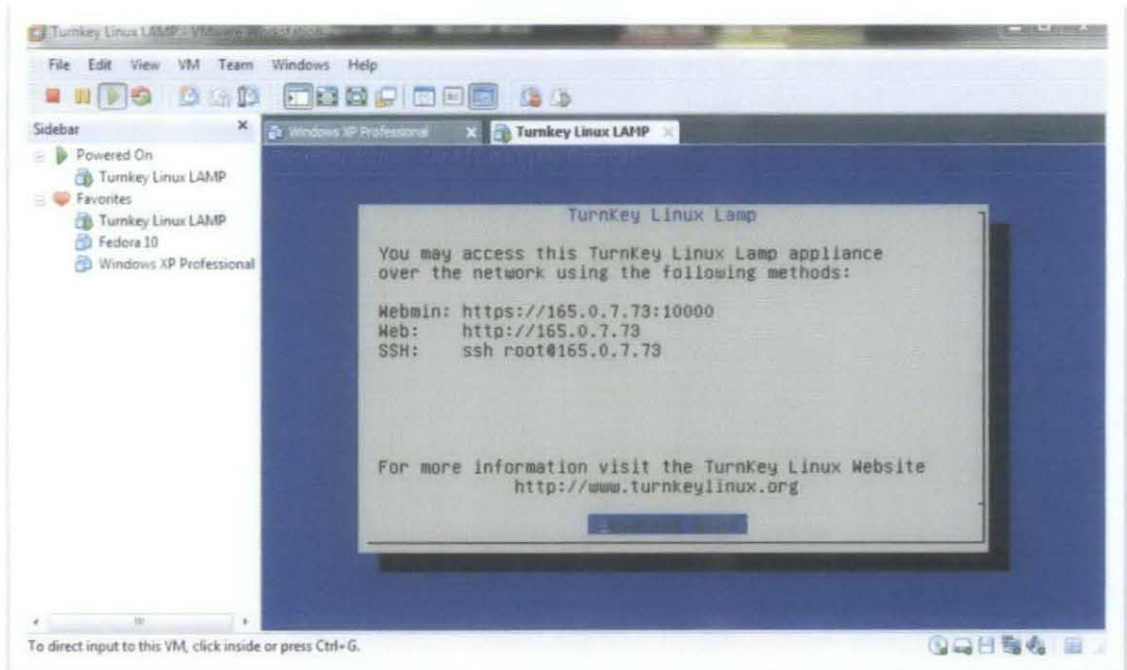 Turnkey Linux LAMP - VMware Workstation
File Edit View VM Team Windows Help
Sidebar x
Windows XP Professional x Turnkey Linux LAMP x
Powered On
Turnkey Linux LAMP
Favorites
Turnkey Linux LAMP
Fedora 10
Windows XP Professional
TurnKey Linux Lamp
You may access this TurnKey Linux Lamp appliance
over the network using the following methods:
Webmin: https://165.0.7.73:10000
Web: http://165.0.7.73
SSH: ssh root@165.0.7.73
For more information visit the TurnKey Linux Website
http://www.turnkeylinux.org
To direct input to this VM, click inside or press Ctrl+G.